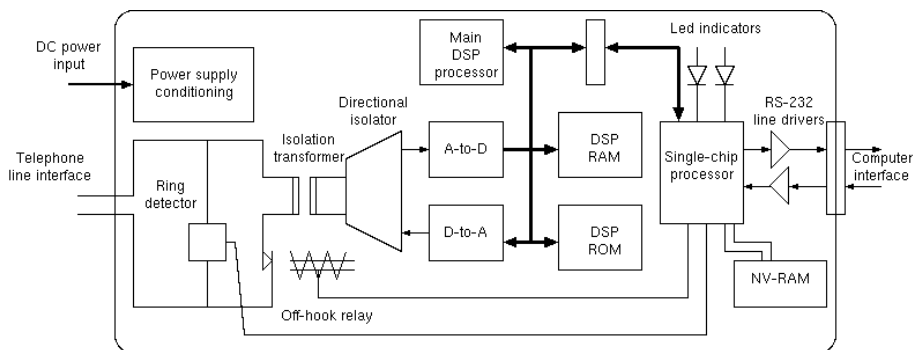 DC power
input
Power supply
conditioning
Main
DSP
processor
Led indicators
Directional
isolator
Isolation
transformer
Telephone
line interface
Ring
detector
A-to-D
D-to-A
DSP
RAM
DSP
ROM
Single-chip
processor
RS-232
line drivers
Computer
interface
NV-RAM
Off-hook relay